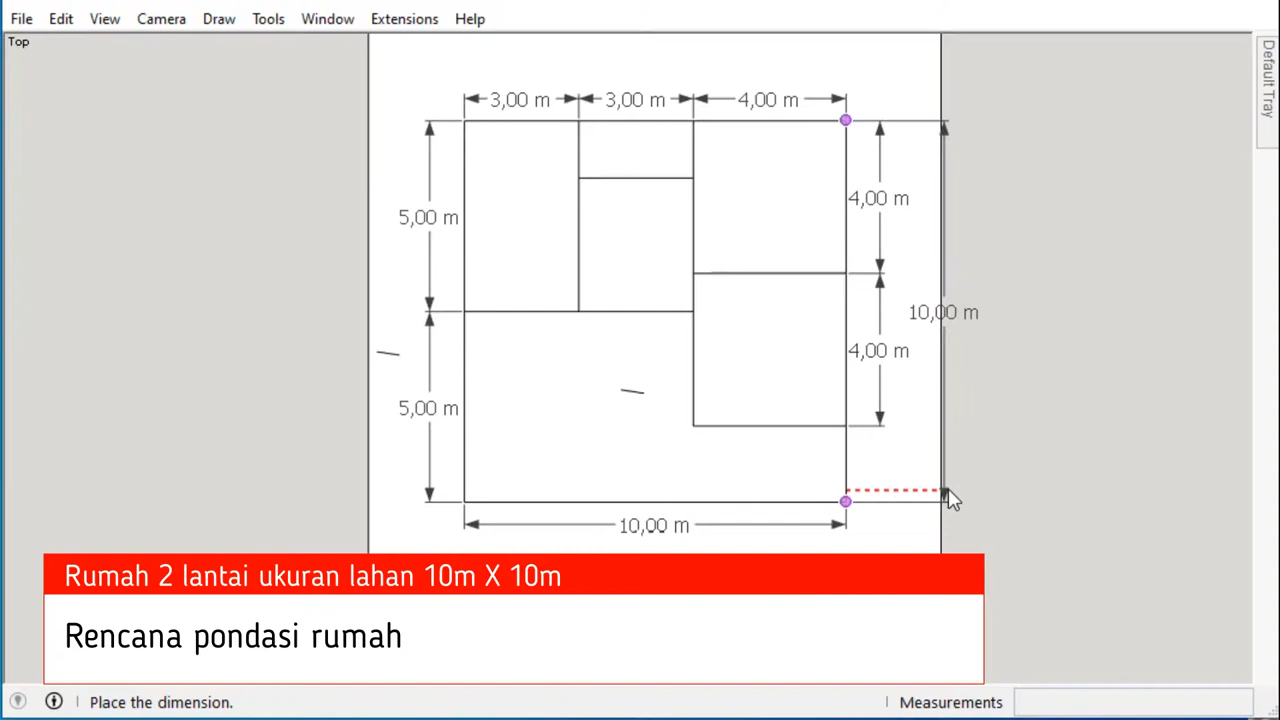 File Edit View Camera Draw Tools Window Extensions Help
Top
Default Tray
3,00 m 3,00 m 4,00 m
5,00 m 4,00 m
10,00 m
4,00 m
5,00 m
10,00 m
Rumah 2 lantai ukuran lahan 10m X 10m
Rencana pondasi rumah
Place the dimension. Measurements